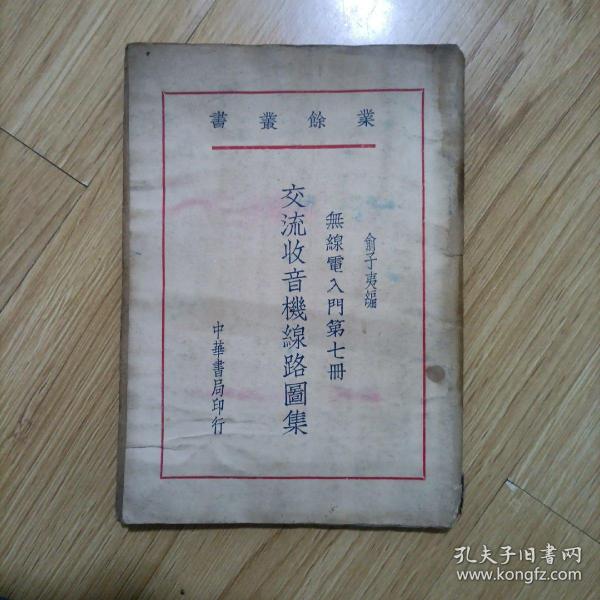 業餘叢書
俞子夷編
無線電入門第七冊
交流收音機線路圖集
中華書局印行
孔夫子旧书网
www.kongfz.com